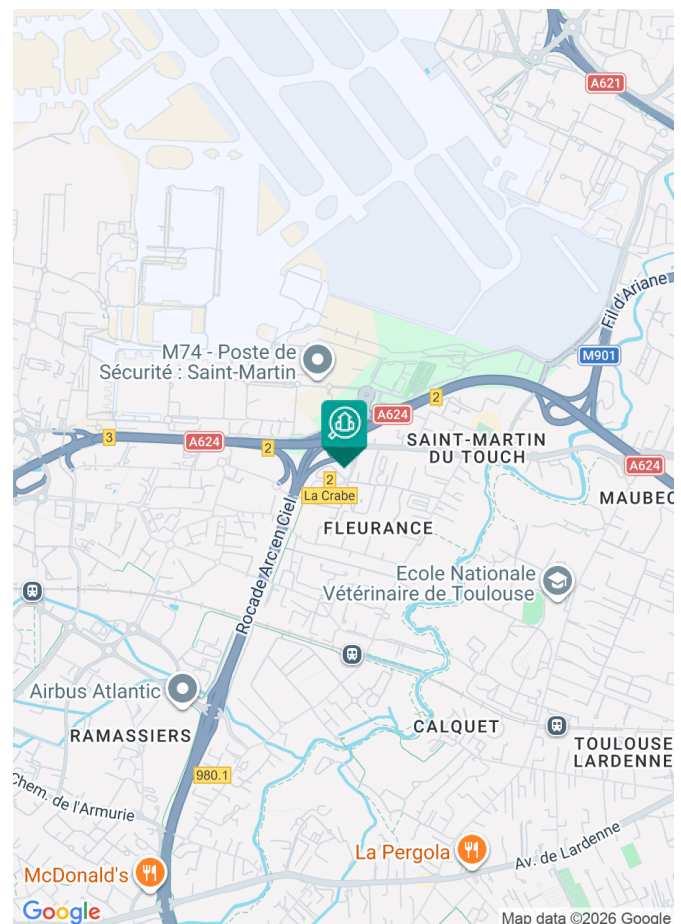 A621
Fil d'Ariane
M901
M74 - Poste de
Sécurité : Saint-Martin
2
A624
3
A624
2
SAINT-MARTIN
DU TOUCH
A624
2
La Crabe
MAUBEC
FLEURANCE
Rocade Arc en Ciel
Ecole Nationale
Vétérinaire de Toulouse
Airbus Atlantic
RAMASSIERS
CALQUET
TOULOUSE
LARDENNE
980.1
Chem. de l'Armurie
La Pergola
Av. de Lardenne
McDonald's
Google
Map data ©2026 Google